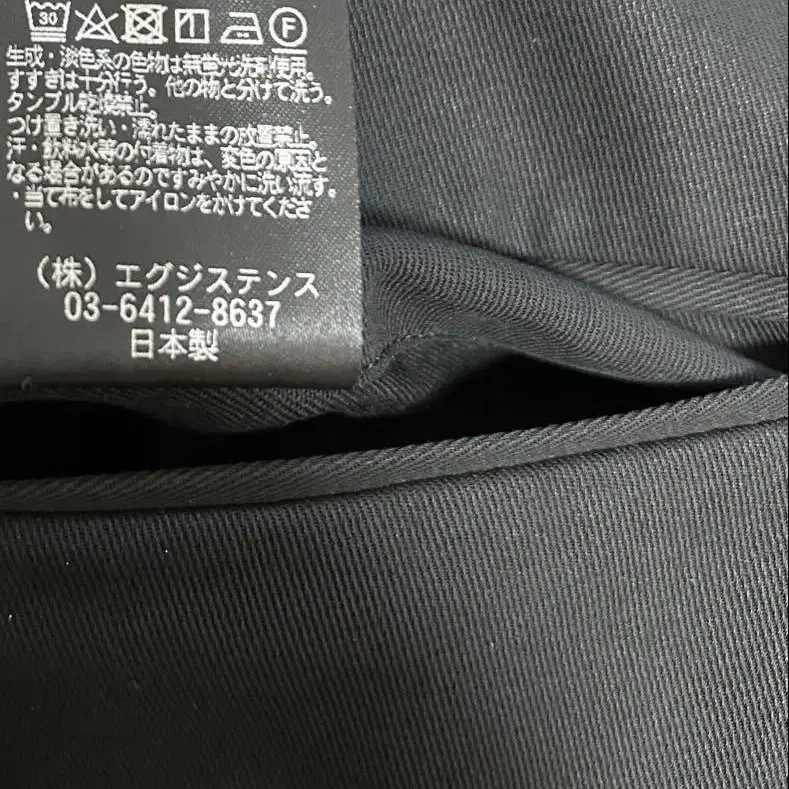 30 F
生成・淡色系の色物は無蛍光洗剤使用。
すすぎは十分行う。他の物と分けて洗う。
タンブル乾燥禁止。
つけ置き洗い・濡れたままの放置禁止。
汗・飲料水等の付着物は、変色の原因と
なる場合があるのですみやかに洗い流す。
・当て布をしてアイロンをかけてくださ
い。
（株）エグジステンス
03-6412-8637
日本製